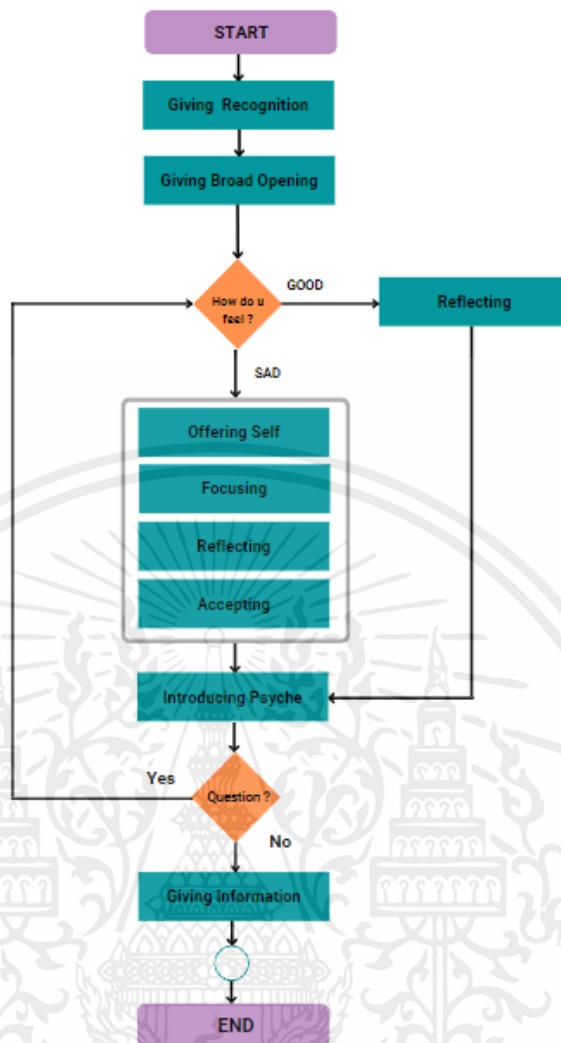 START
Giving Recognition
Giving Broad Opening
How do u
feel ?
GOOD
Reflecting
SAD
Offering Self
Focusing
Reflecting
Accepting
Introducing Psyche
Yes
Question ?
No
Giving Information
END